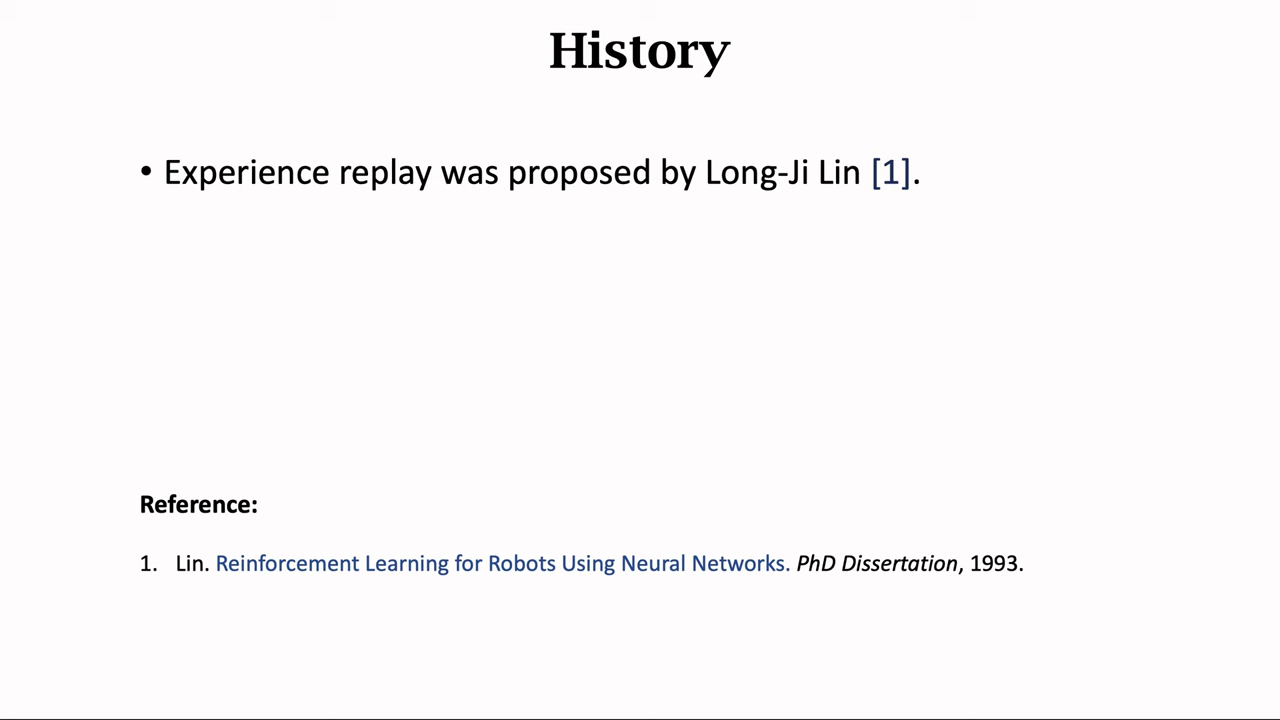 History
• Experience replay was proposed by Long-Ji Lin [1].
Reference:
1. Lin. Reinforcement Learning for Robots Using Neural Networks. PhD Dissertation, 1993.